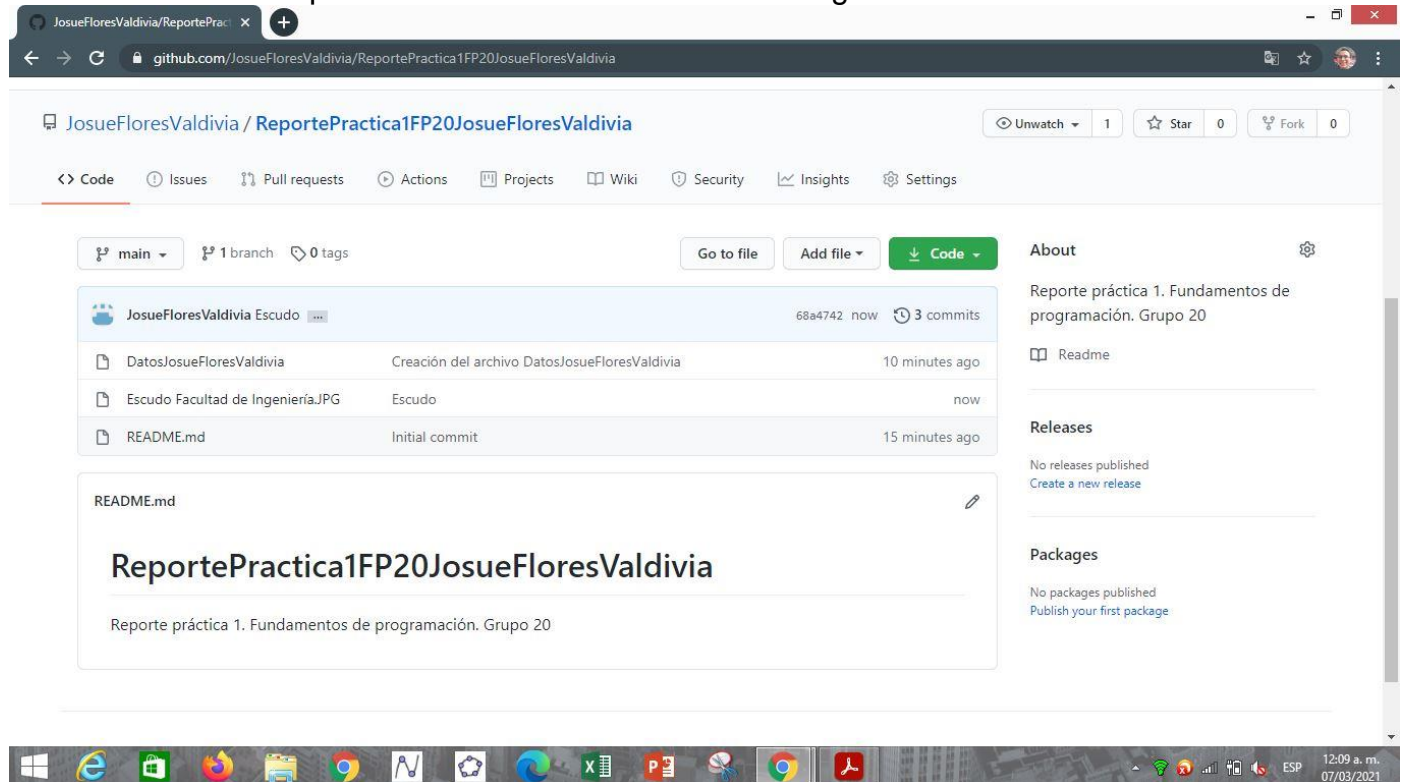 JosueFloresValdivia/ReportePract
github.com/JosueFloresValdivia/ReportePractica1FP20JosueFloresValdivia
JosueFloresValdivia / ReportePractica1FP20JosueFloresValdivia
Unwatch 1 Star 0 Fork 0
<> Code Issues Pull requests Actions Projects Wiki Security Insights Settings
main 1 branch 0 tags Go to file Add file Code
JosueFloresValdivia Escudo ... 68a4742 now 3 commits
DatosJosueFloresValdivia Creación del archivo DatosJosueFloresValdivia 10 minutes ago
Escudo Facultad de Ingeniería.JPG Escudo now
README.md Initial commit 15 minutes ago
README.md
ReportePractica1FP20JosueFloresValdivia
Reporte práctica 1. Fundamentos de programación. Grupo 20
About
Reporte práctica 1. Fundamentos de
programación. Grupo 20
Readme
Releases
No releases published
Create a new release
Packages
No packages published
Publish your first package
ESP 12:09 a. m.
07/03/2021